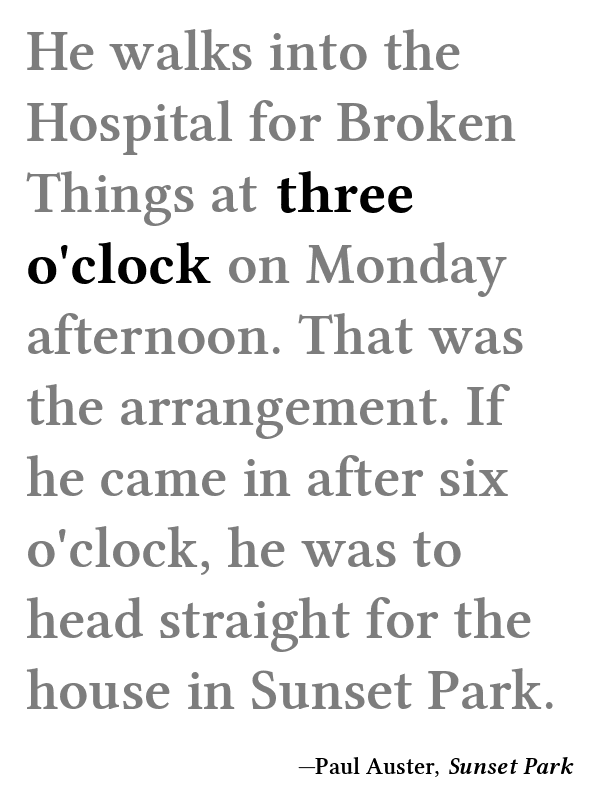 He walks into the
Hospital for Broken
Things at three
o'clock on Monday
afternoon. That was
the arrangement. If
he came in after six
o'clock, he was to
head straight for the
house in Sunset Park.
—Paul Auster, Sunset Park